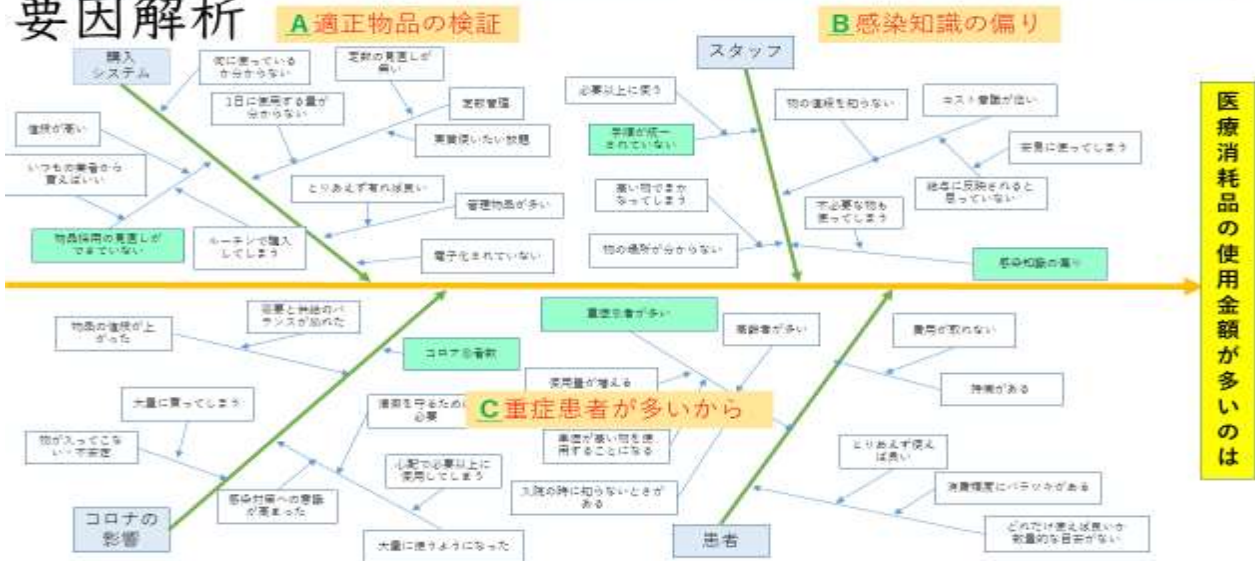 要因解析
A適正物品の検証
B感染知識の偏り
購入
システム
何に使っている
か分からない
定数の見直しが
無い
1日に使用する量が
分からない
定数管理
実質使いたい放題
値段が高い
いつもの業者から
買えばいい
とりあえず有れば良い
管理物品が多い
物品採用の見直しが
できていない
ルーチンで購入
してしまう
電子化されていない
スタッフ
必要以上に使う
手順が統一
されていない
物の値段を知らない
コスト意識が低い
安易に使ってしまう
高い物でまか
なってしまう
不必要な物も
使ってしまう
給与に反映されると
思っていない
物の場所が分からない
感染知識の偏り
医療消耗品の使用金額が多いのは
物品の値段が上
がった
需要と供給のバ
ランスが崩れた
コロナ患者数
大量に買ってしまう
物が入ってこな
い・不安定
感染対策への意識
が高まった
心配で必要以上に
使用してしまう
大量に使うようになった
コロナの
影響
重症患者が多い
高齢者が多い
使用量が増える
C重症患者が多いから
単価が高い物を使
用することになる
入院の時に知らないときが
ある
費用が取れない
持病がある
とりあえず使え
ば良い
消費頻度にバラツキがある
どれだけ使えば良いか
数量的な目安がない
患者